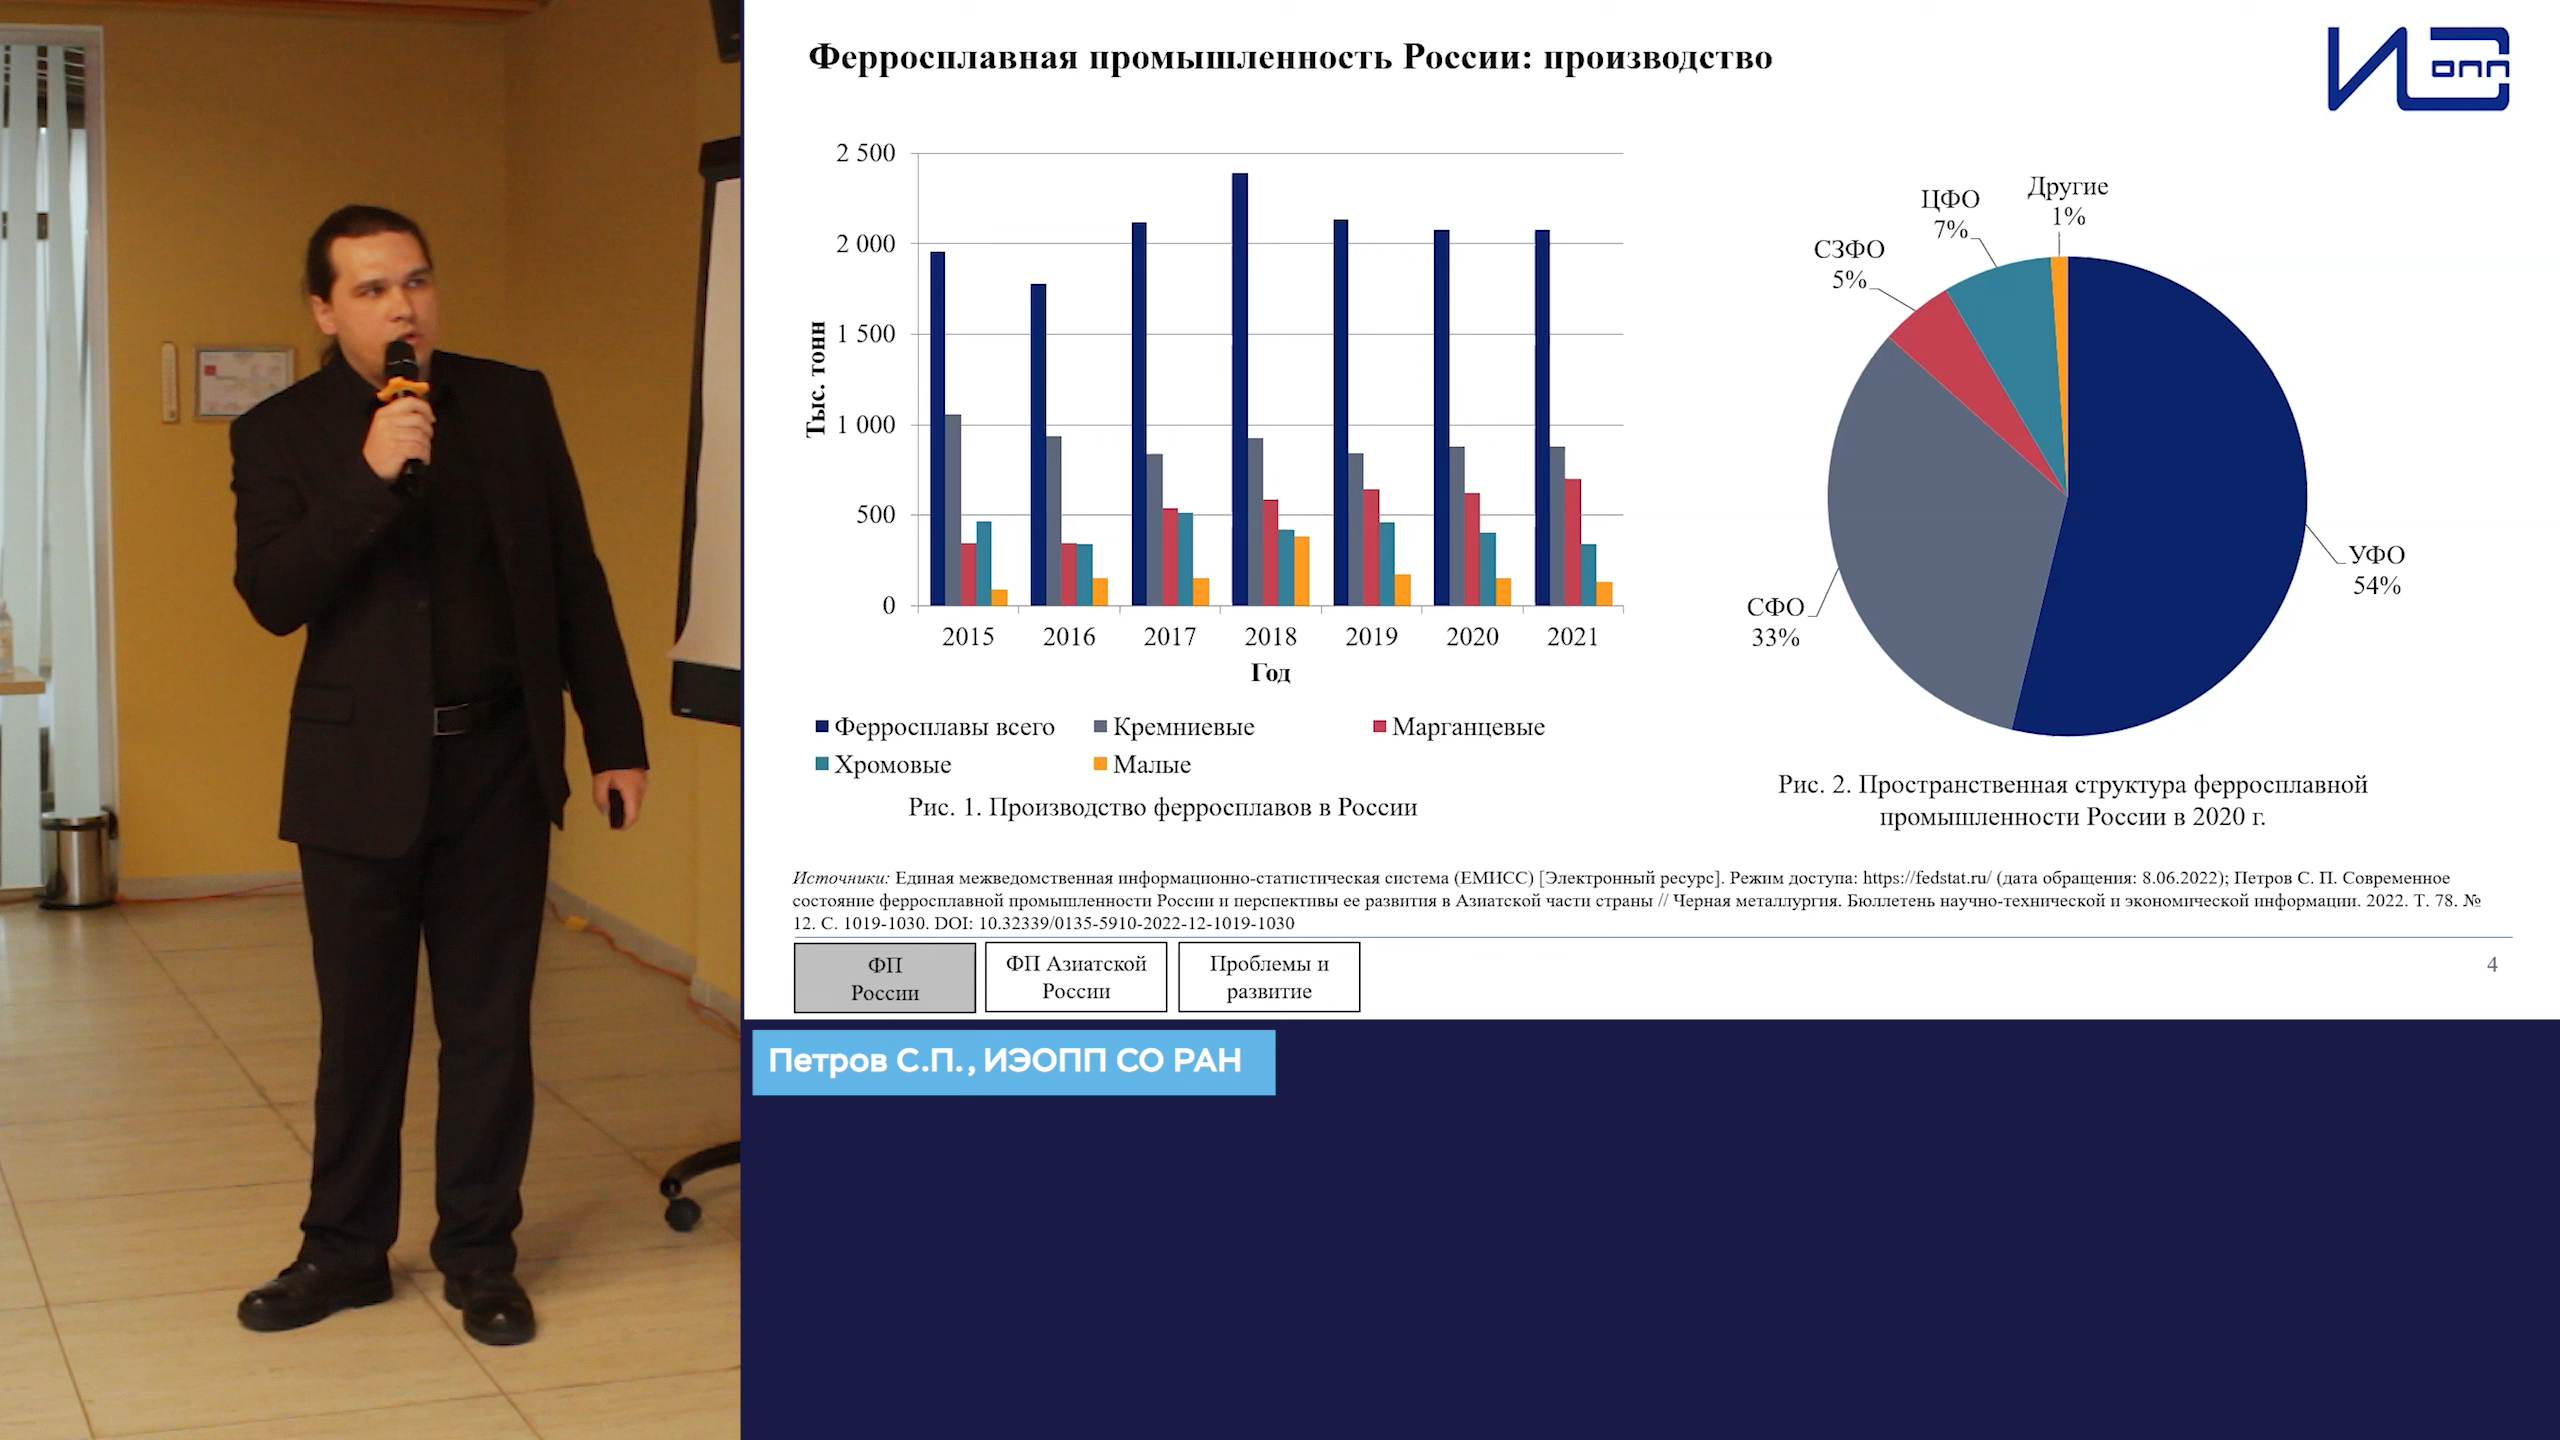 Ферросплавная промышленность России: производство
ИЭ
опп
2 500
2 000
1 500
1 000
500
0
Тыс. тонн
2015 2016 2017 2018 2019 2020 2021
Год
Ферросплавы всего Кремниевые Марганцевые
Хромовые Малые
Рис. 1. Производство ферросплавов в России
Другие
1%
ЦФО
7%
СЗФО
5%
СФО
33%
УФО
54%
Рис. 2. Пространственная структура ферросплавной
промышленности России в 2020 г.
Источники: Единая межведомственная информационно-статистическая система (ЕМИСС) [Электронный ресурс]. Режим доступа: https://fedstat.ru/ (дата обращения: 8.06.2022); Петров С. П. Современное
состояние ферросплавной промышленности России и перспективы ее развития в Азиатской части страны // Черная металлургия. Бюллетень научно-технической и экономической информации. 2022. Т. 78. №
12. С. 1019-1030. DOI: 10.32339/0135-5910-2022-12-1019-1030
ФП
России
ФП Азиатской
России
Проблемы и
развитие
4
Петров С.П., ИЭОПП СО РАН